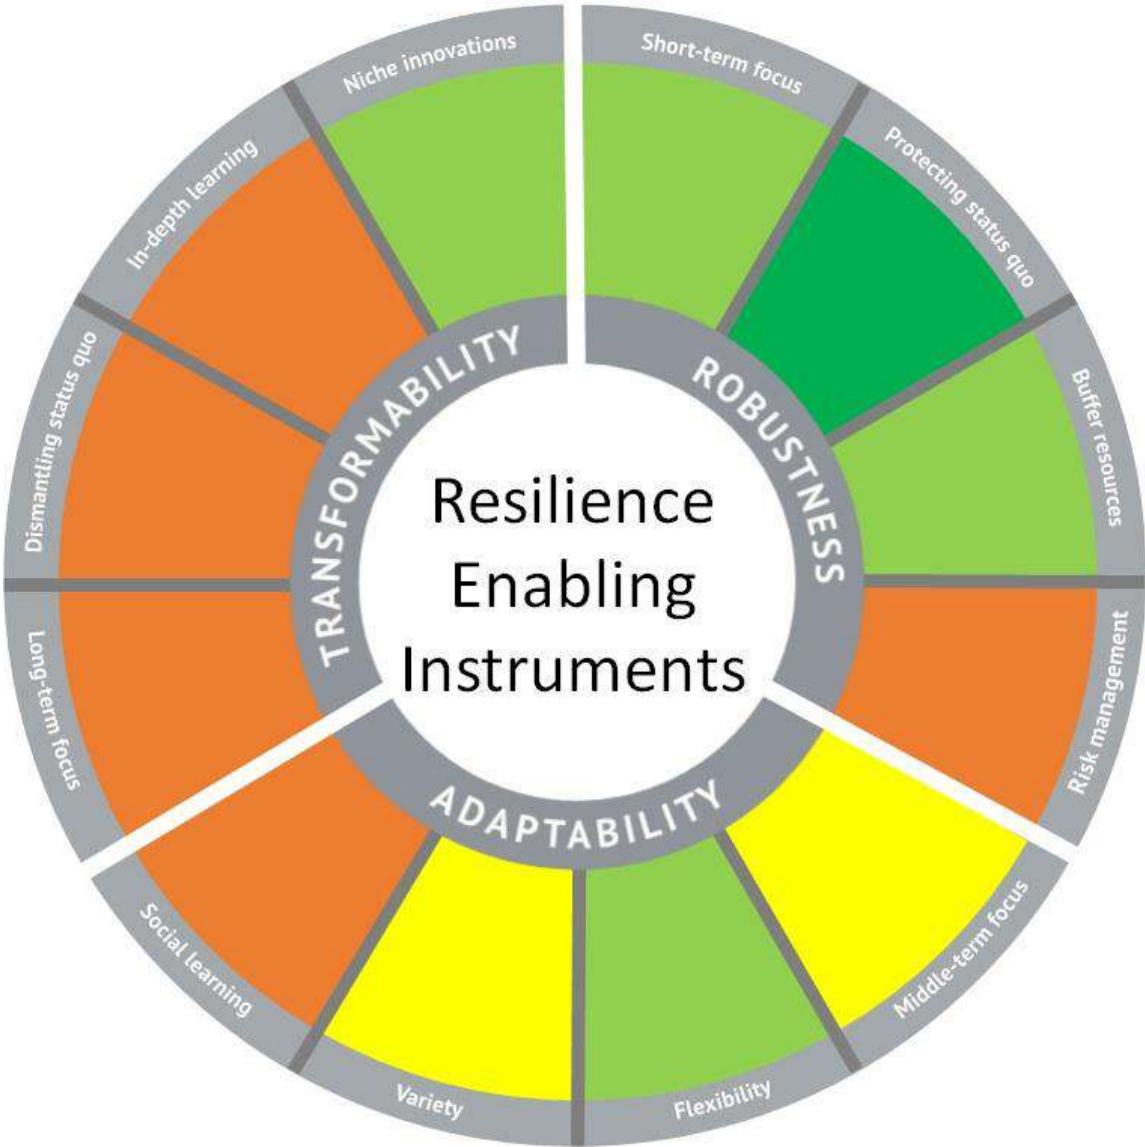 Resilience
Enabling
Instruments
ROBUSTNESS
Short-term focus
Protecting status quo
Buffer resources
Risk management
ADAPTABILITY
Middle-term focus
Flexibility
Variety
Social learning
TRANSFORMABILITY
Long-term focus
Dismantling status quo
In-depth learning
Niche innovations